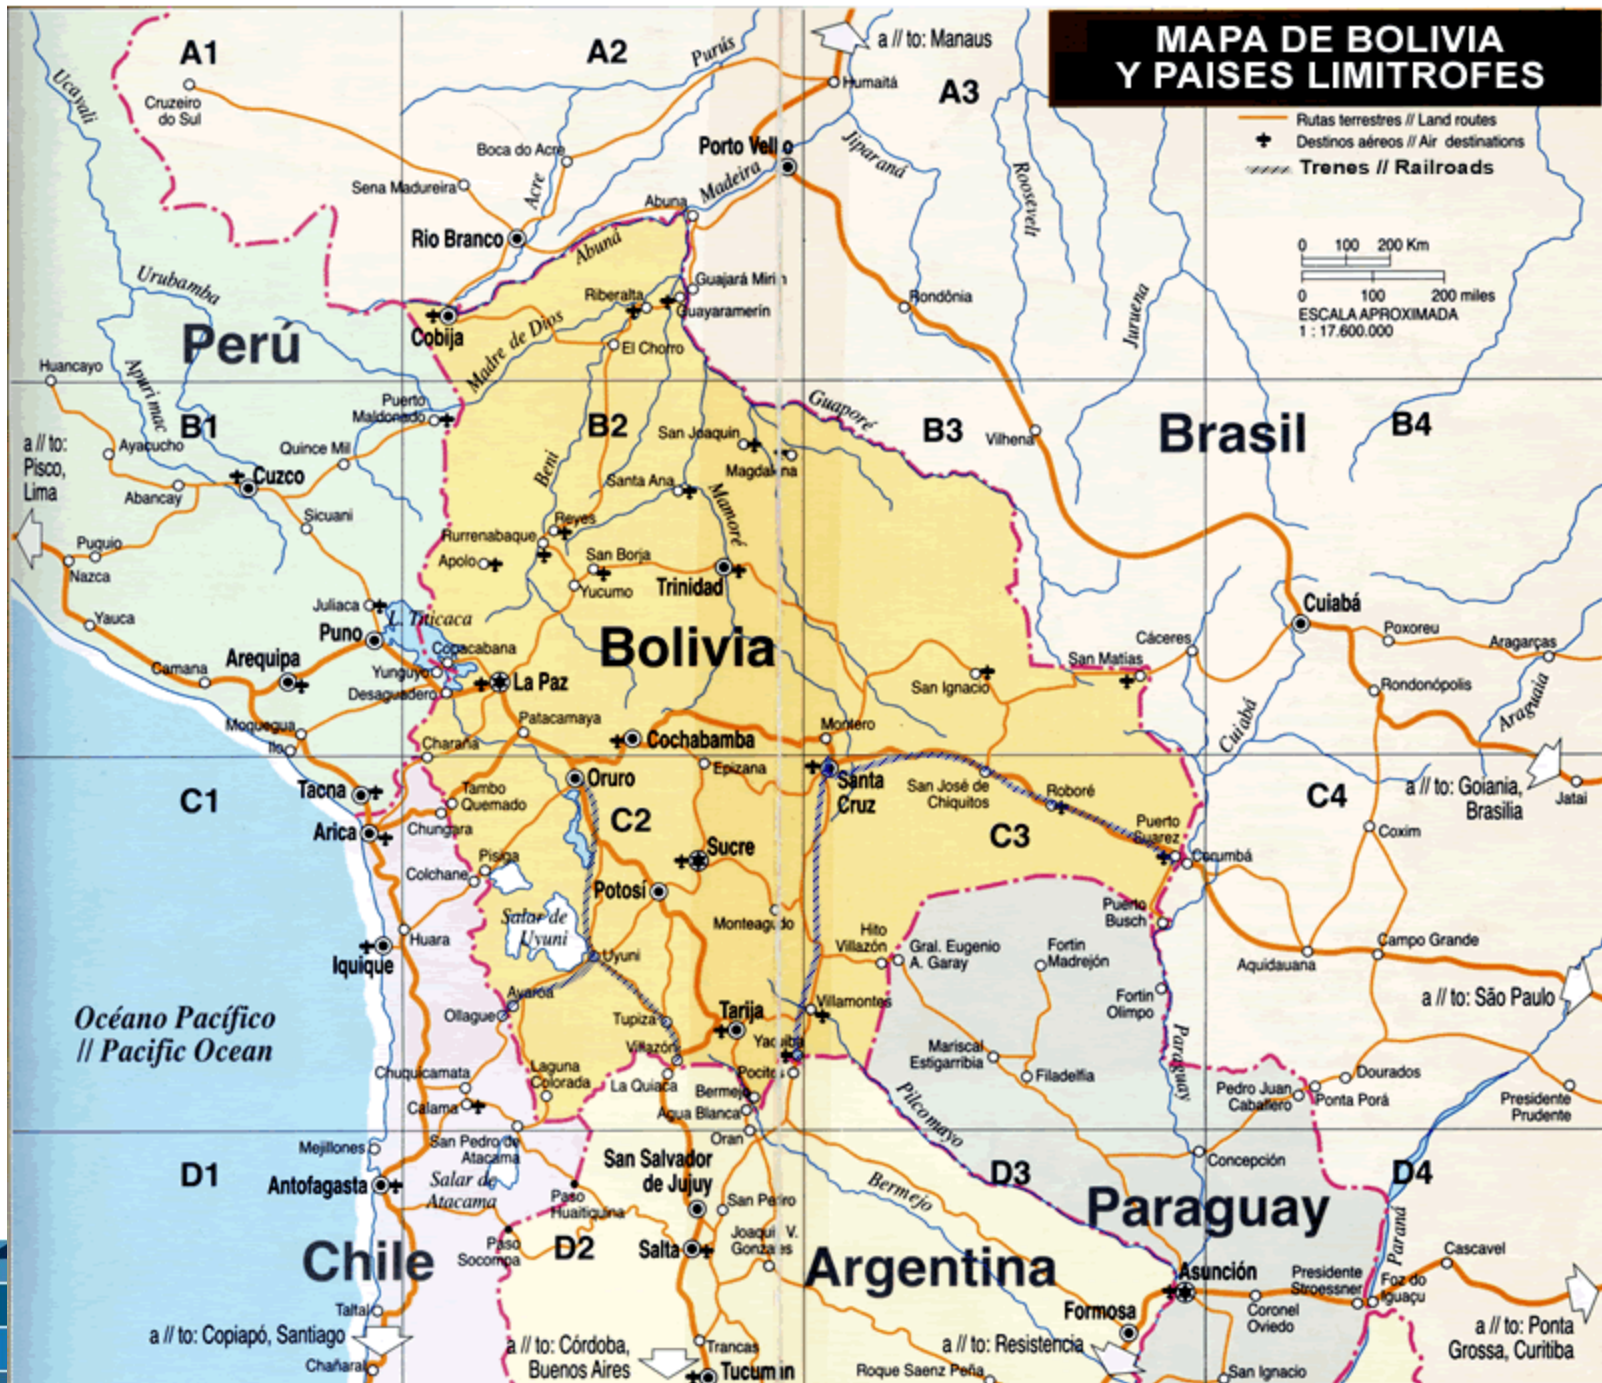 MAPA DE BOLIVIA
Y PAISES LIMITROFES
Rutas terrestres // Land routes
Destinos aéreos // Air destinations
Trenes // Railroads
0 100 200 Km
0 100 200 miles
ESCALA APROXIMADA
1 : 17.600.000
A1
A2
A3
a // to: Manaus
Ucayali
Purús
Humaitá
Cruzeiro
do Sul
Boca do Acre
Porto Velho
Madeira
Jiparaná
Roosevelt
Sena Madureira
Acre
Abuna
Rio Branco
Abuná
Urubamba
Guajará Mirin
Riberalta
Guayaramerín
Rondônia
Juruena
Perú
Cobija
Madre de Dios
El Chorro
Huancayo
Apurimac
Puerto
Maldonado
Guaporé
B1
B2
B3
B4
Vilhena
Brasil
a // to:
Pisco,
Lima
Ayacucho
Quince Mil
San Joaquin
Magdalena
Cuzco
Abancay
Beni
Santa Ana
Mamoré
Sicuani
Puquio
Nazca
Reyes
Rurrenabaque
Apolo
San Borja
Yucumo
Trinidad
Yauca
Juliaca
L. Titicaca
Puno
Copacabana
Bolivia
Cuiabá
Poxoreu
Aragarças
Cáceres
Arequipa
Camana
Yunguyo
Desaguadero
La Paz
San Ignacio
San Matías
Rondonópolis
Araguaia
Cuiabá
Moquegua
Ilo
Charaña
Patacamaya
Cochabamba
Montero
Epizana
Oruro
Santa
Cruz
San José de
Chiquitos
Roboré
a // to: Goiania,
Brasilia
Jatai
C1
C2
C3
C4
Tacna
Tambo
Quemado
Arica
Chungara
Puerto
Suarez
Corumbá
Coxim
Pisiga
Colchane
Sucre
Potosí
Salar de
Uyuni
Monteagudo
Puerto
Busch
Huara
Iquique
Uyuni
Hito
Villazón
Gral. Eugenio
A. Garay
Fortin
Madrejón
Aquidauana
Campo Grande
a // to: São Paulo
Océano Pacífico
// Pacific Ocean
Avaroa
Ollague
Tupiza
Tarija
Villamontes
Fortin
Olimpo
Paraguay
Villazón
Yacuiba
Mariscal
Estigarribia
Filadelfia
Laguna
Colorada
Chuquicamata
La Quiaca
Pocitos
Bermejo
Agua Blanca
Calama
Oran
Pilcomayo
Pedro Juan
Caballero
Ponta Porá
Dourados
Presidente
Prudente
Mejillones
San Pedro de
Atacama
D1
D2
D3
D4
Antofagasta
Salar de
Atacama
San Salvador
de Jujuy
Paso
Huaitiquina
San Pedro
Bermejo
Concepción
Paraguay
Paraná
Chile
Paso
Socompa
Salta
Joaquin V.
Gonzales
Argentina
Asunción
Presidente
Stroessner
Foz do
Iguaçu
Cascavel
Coronel
Oviedo
Taltal
a // to: Copiapó, Santiago
Chañaral
a // to: Córdoba,
Buenos Aires
Trancas
Tucumán
Formosa
a // to: Resistencia
Roque Saenz Peña
San Ignacio
a // to: Ponta
Grossa, Curitiba